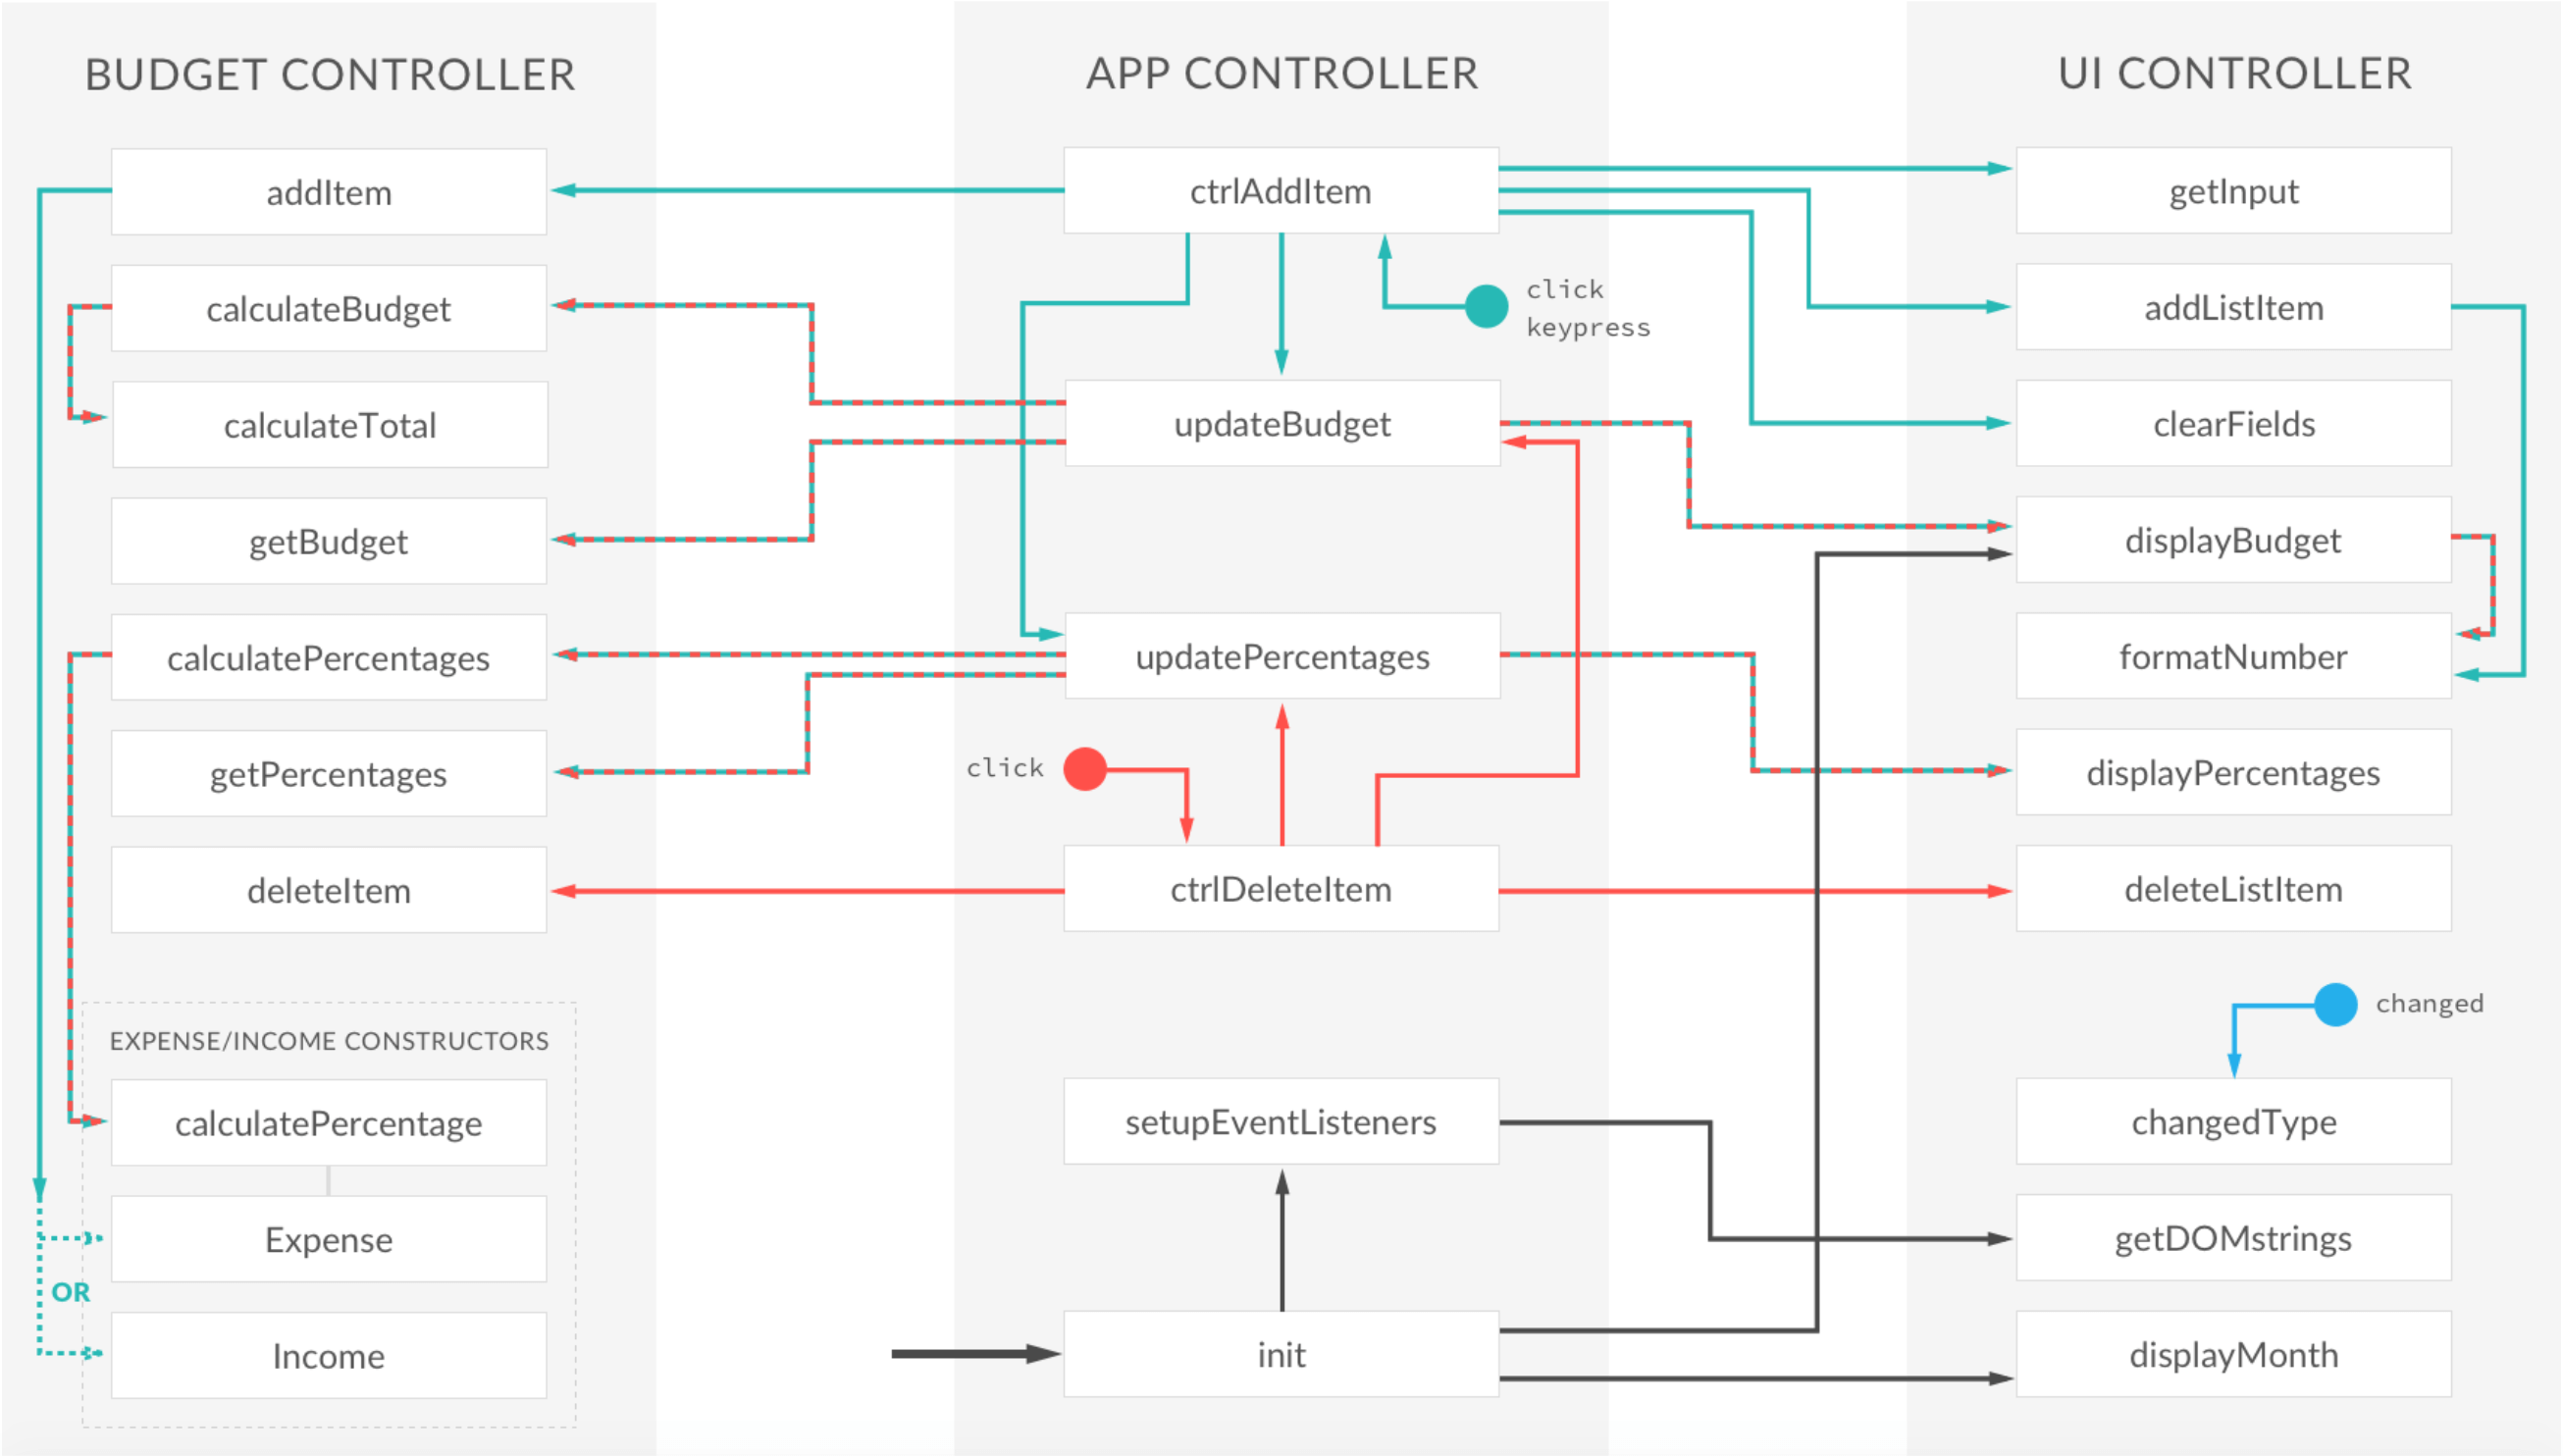 BUDGET CONTROLLER
addItem
calculateBudget
calculateTotal
getBudget
calculatePercentages
getPercentages
deleteItem
EXPENSE/INCOME CONSTRUCTORS
calculatePercentage
Expense
OR
Income
APP CONTROLLER
ctrlAddItem
click
keypress
updateBudget
updatePercentages
click
ctrlDeleteItem
setupEventListeners
init
UI CONTROLLER
getInput
addListItem
clearFields
displayBudget
formatNumber
displayPercentages
deleteListItem
changed
changedType
getDOMstrings
displayMonth